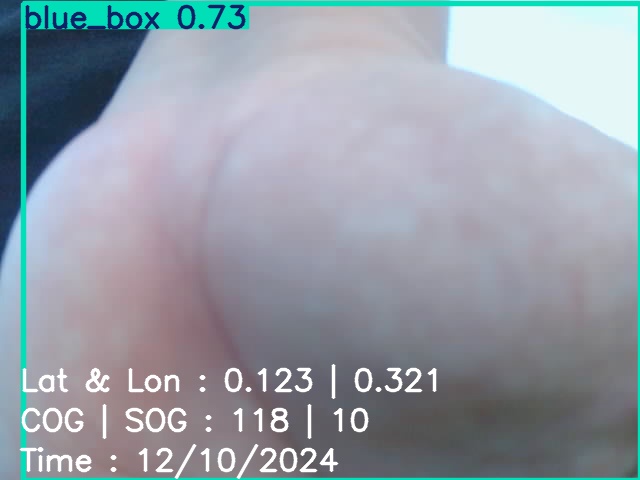 blue_box 0.73
Lat & Lon : 0.123 | 0.321
COG | SOG : 118 | 10
Time : 12/10/2024